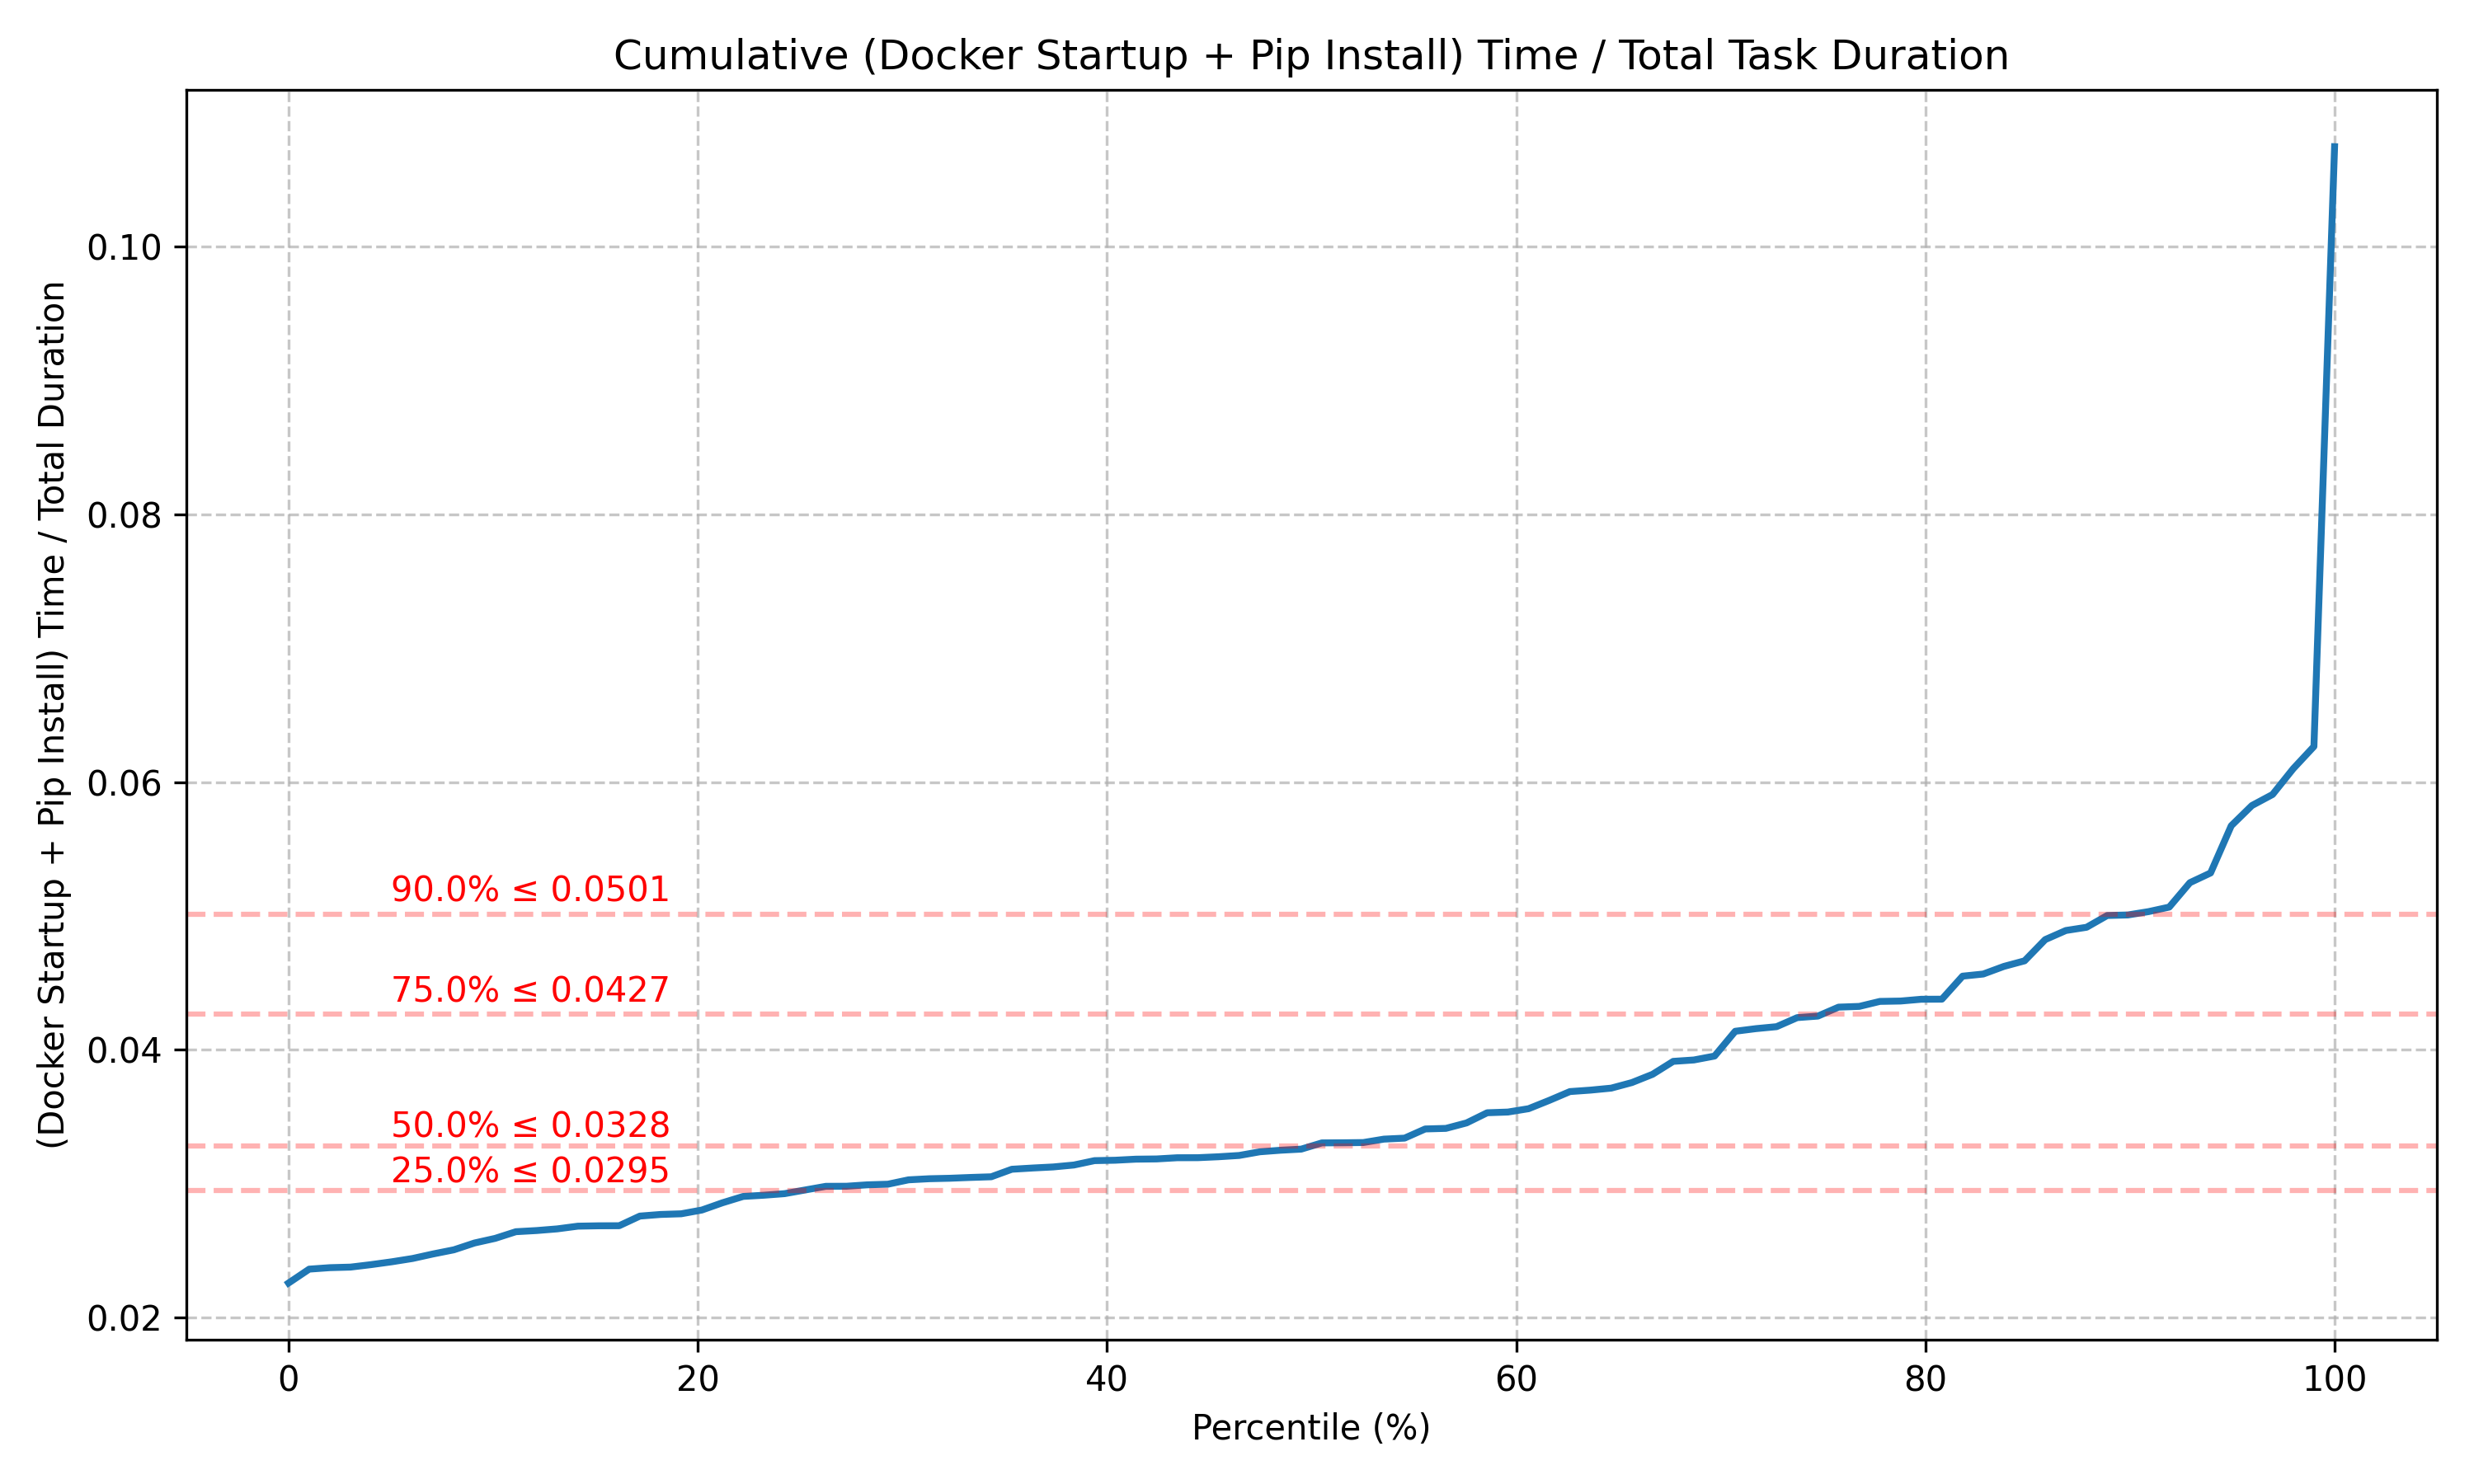 Cumulative (Docker Startup + Pip Install) Time / Total Task Duration
(Docker Startup + Pip Install) Time / Total Duration
0.10
0.08
0.06
0.04
0.02
90.0% ≤ 0.0501
75.0% ≤ 0.0427
50.0% ≤ 0.0328
25.0% ≤ 0.0295
0 20 40 60 80 100
Percentile (%)